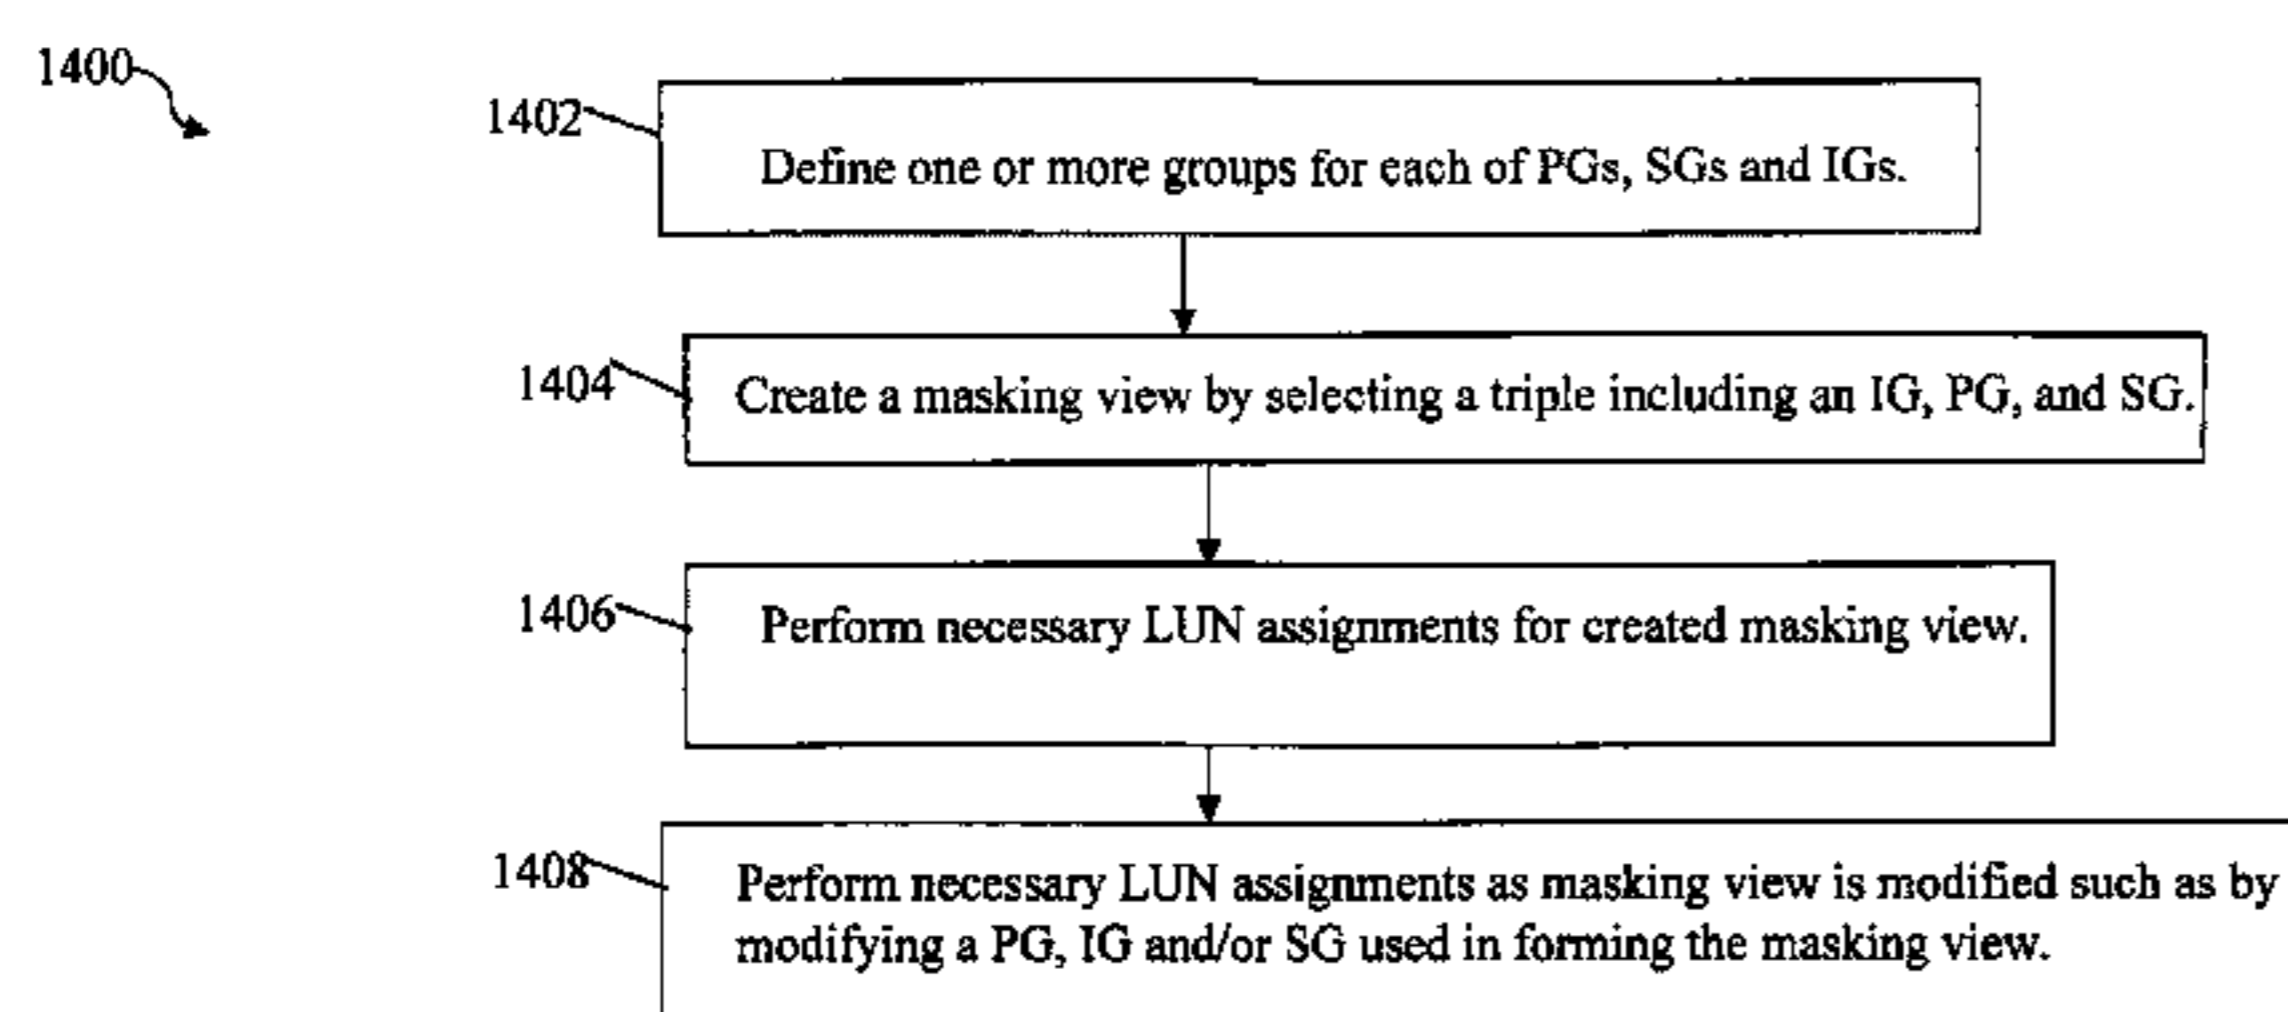 1400
1402
Define one or more groups for each of PGs, SGs and IGs.
1404
Create a masking view by selecting a triple including an IG, PG, and SG.
1406
Perform necessary LUN assignments for created masking view.
1408
Perform necessary LUN assignments as masking view is modified such as by
modifying a PG, IG and/or SG used in forming the masking view.